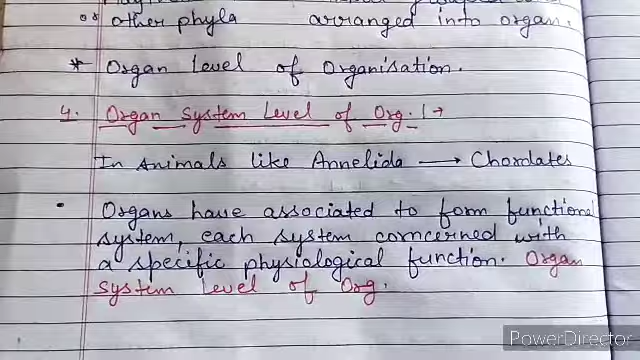 other phyla arranged into organ.
* Organ Level of Organisation.
4. Organ System Level of Org. | →
In Animals like Annelida → Chordates
• Organs have associated to form functional
system, each system comcerned with
a specific physiological function. Organ
system level of Org.
PowerDirector